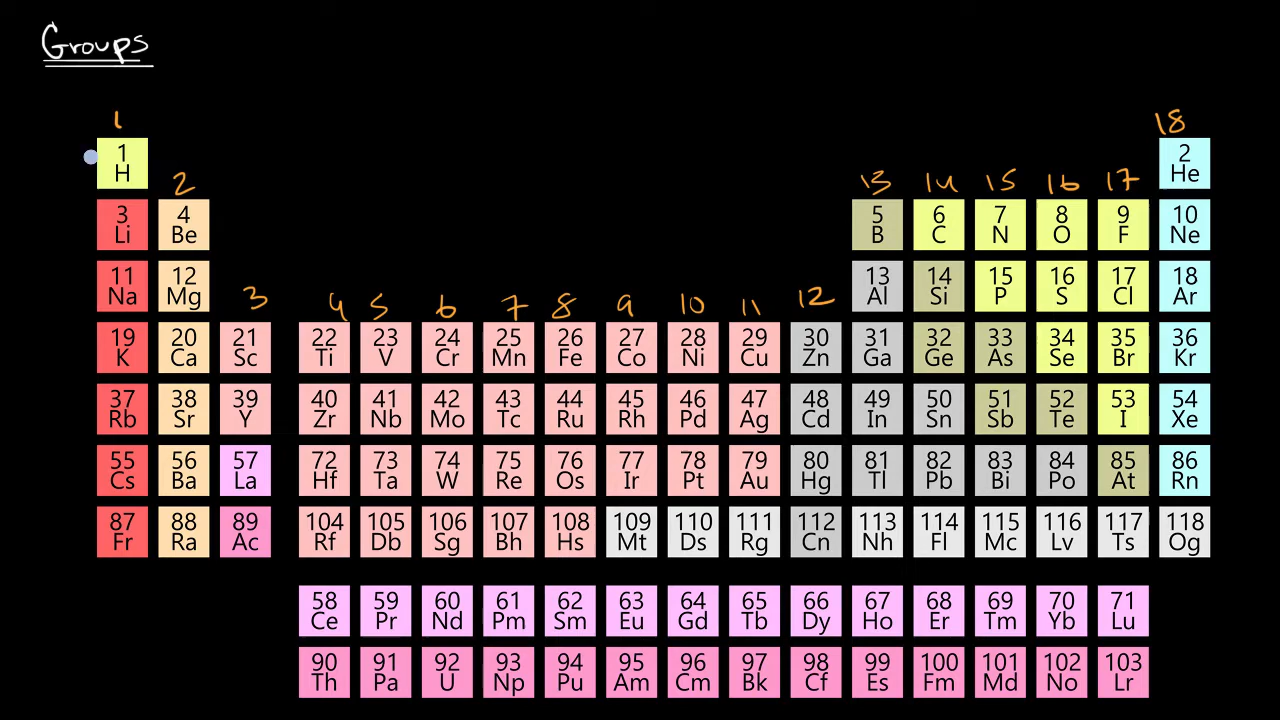 Groups
1 18
1 2
H He
2 13 14 15 16 17
3 4 5 6 7 8 9 10
Li Be B C N O F Ne
11 12 13 14 15 16 17 18
Na Mg Al Si P S Cl Ar
3 4 5 6 7 8 9 10 11 12
19 20 21 22 23 24 25 26 27 28 29 30 31 32 33 34 35 36
K Ca Sc Ti V Cr Mn Fe Co Ni Cu Zn Ga Ge As Se Br Kr
37 38 39 40 41 42 43 44 45 46 47 48 49 50 51 52 53 54
Rb Sr Y Zr Nb Mo Tc Ru Rh Pd Ag Cd In Sn Sb Te I Xe
55 56 57 72 73 74 75 76 77 78 79 80 81 82 83 84 85 86
Cs Ba La Hf Ta W Re Os Ir Pt Au Hg Tl Pb Bi Po At Rn
87 88 89 104 105 106 107 108 109 110 111 112 113 114 115 116 117 118
Fr Ra Ac Rf Db Sg Bh Hs Mt Ds Rg Cn Nh Fl Mc Lv Ts Og
58 59 60 61 62 63 64 65 66 67 68 69 70 71
Ce Pr Nd Pm Sm Eu Gd Tb Dy Ho Er Tm Yb Lu
90 91 92 93 94 95 96 97 98 99 100 101 102 103
Th Pa U Np Pu Am Cm Bk Cf Es Fm Md No Lr